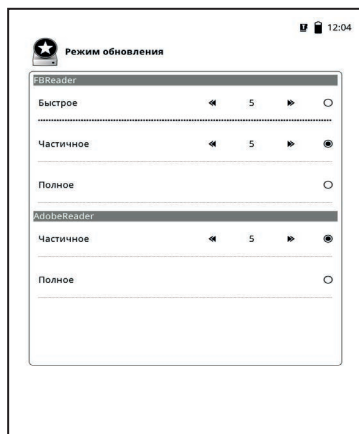 12:04
Режим обновления
FBReader
Быстрое 5
Частичное 5
Полное
AdobeReader
Частичное 5
Полное